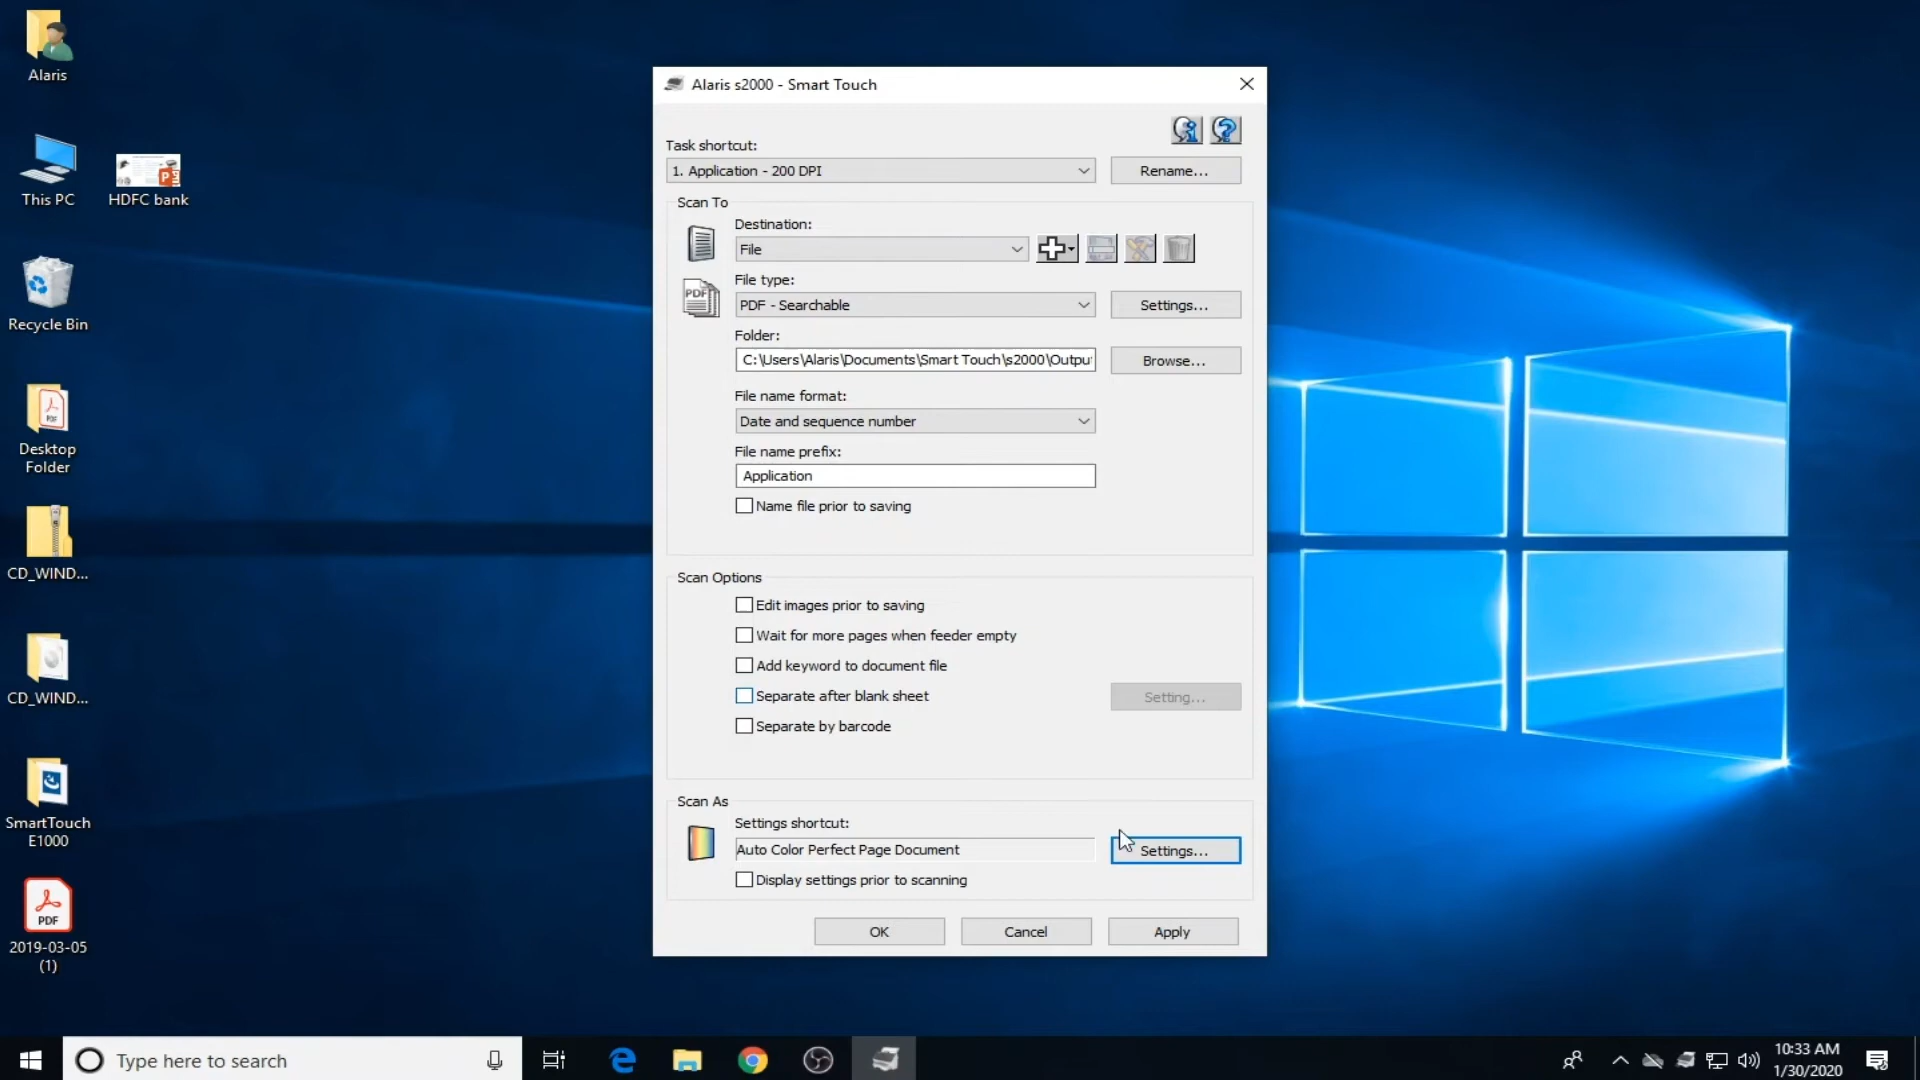 Alaris
This PC
HDFC bank
Recycle Bin
Desktop
Folder
CD_WIND...
CD_WIND...
SmartTouch
E1000
PDF
2019-03-05
(1)
Alaris s2000 - Smart Touch
Task shortcut:
1. Application - 200 DPI
Rename...
Scan To
Destination:
File
File type:
PDF
PDF - Searchable
Settings...
Folder:
C:\Users\Alaris\Documents\Smart Touch\s2000\Outpu
Browse...
File name format:
Date and sequence number
File name prefix:
Application
Name file prior to saving
Scan Options
Edit images prior to saving
Wait for more pages when feeder empty
Add keyword to document file
Separate after blank sheet
Setting...
Separate by barcode
Scan As
Settings shortcut:
Auto Color Perfect Page Document
Settings...
Display settings prior to scanning
OK
Cancel
Apply
Type here to search
10:33 AM
1/30/2020